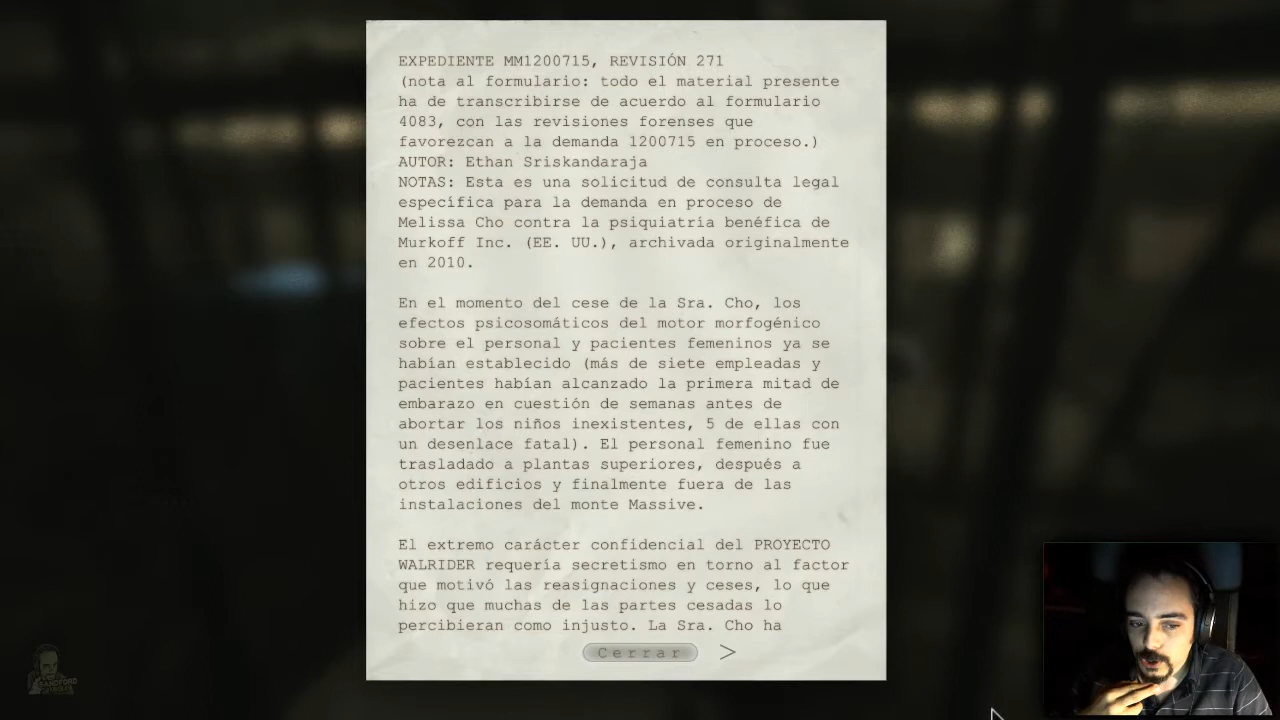 EXPEDIENTE MM1200715, REVISIÓN 271
(nota al formulario: todo el material presente
ha de transcribirse de acuerdo al formulario
4083, con las revisiones forenses que
favorezcan a la demanda 1200715 en proceso.)
AUTOR: Ethan Sriskandaraja
NOTAS: Esta es una solicitud de consulta legal
específica para la demanda en proceso de
Melissa Cho contra la psiquiatría benéfica de
Murkoff Inc. (EE. UU.), archivada originalmente
en 2010.
En el momento del cese de la Sra. Cho, los
efectos psicosomáticos del motor morfogénico
sobre el personal y pacientes femeninos ya se
habían establecido (más de siete empleadas y
pacientes habían alcanzado la primera mitad de
embarazo en cuestión de semanas antes de
abortar los niños inexistentes, 5 de ellas con
un desenlace fatal). El personal femenino fue
trasladado a plantas superiores, después a
otros edificios y finalmente fuera de las
instalaciones del monte Massive.
El extremo carácter confidencial del PROYECTO
WALRIDER requería secretismo en torno al factor
que motivó las reasignaciones y ceses, lo que
hizo que muchas de las partes cesadas lo
percibieran como injusto. La Sra. Cho ha
Cerrar >